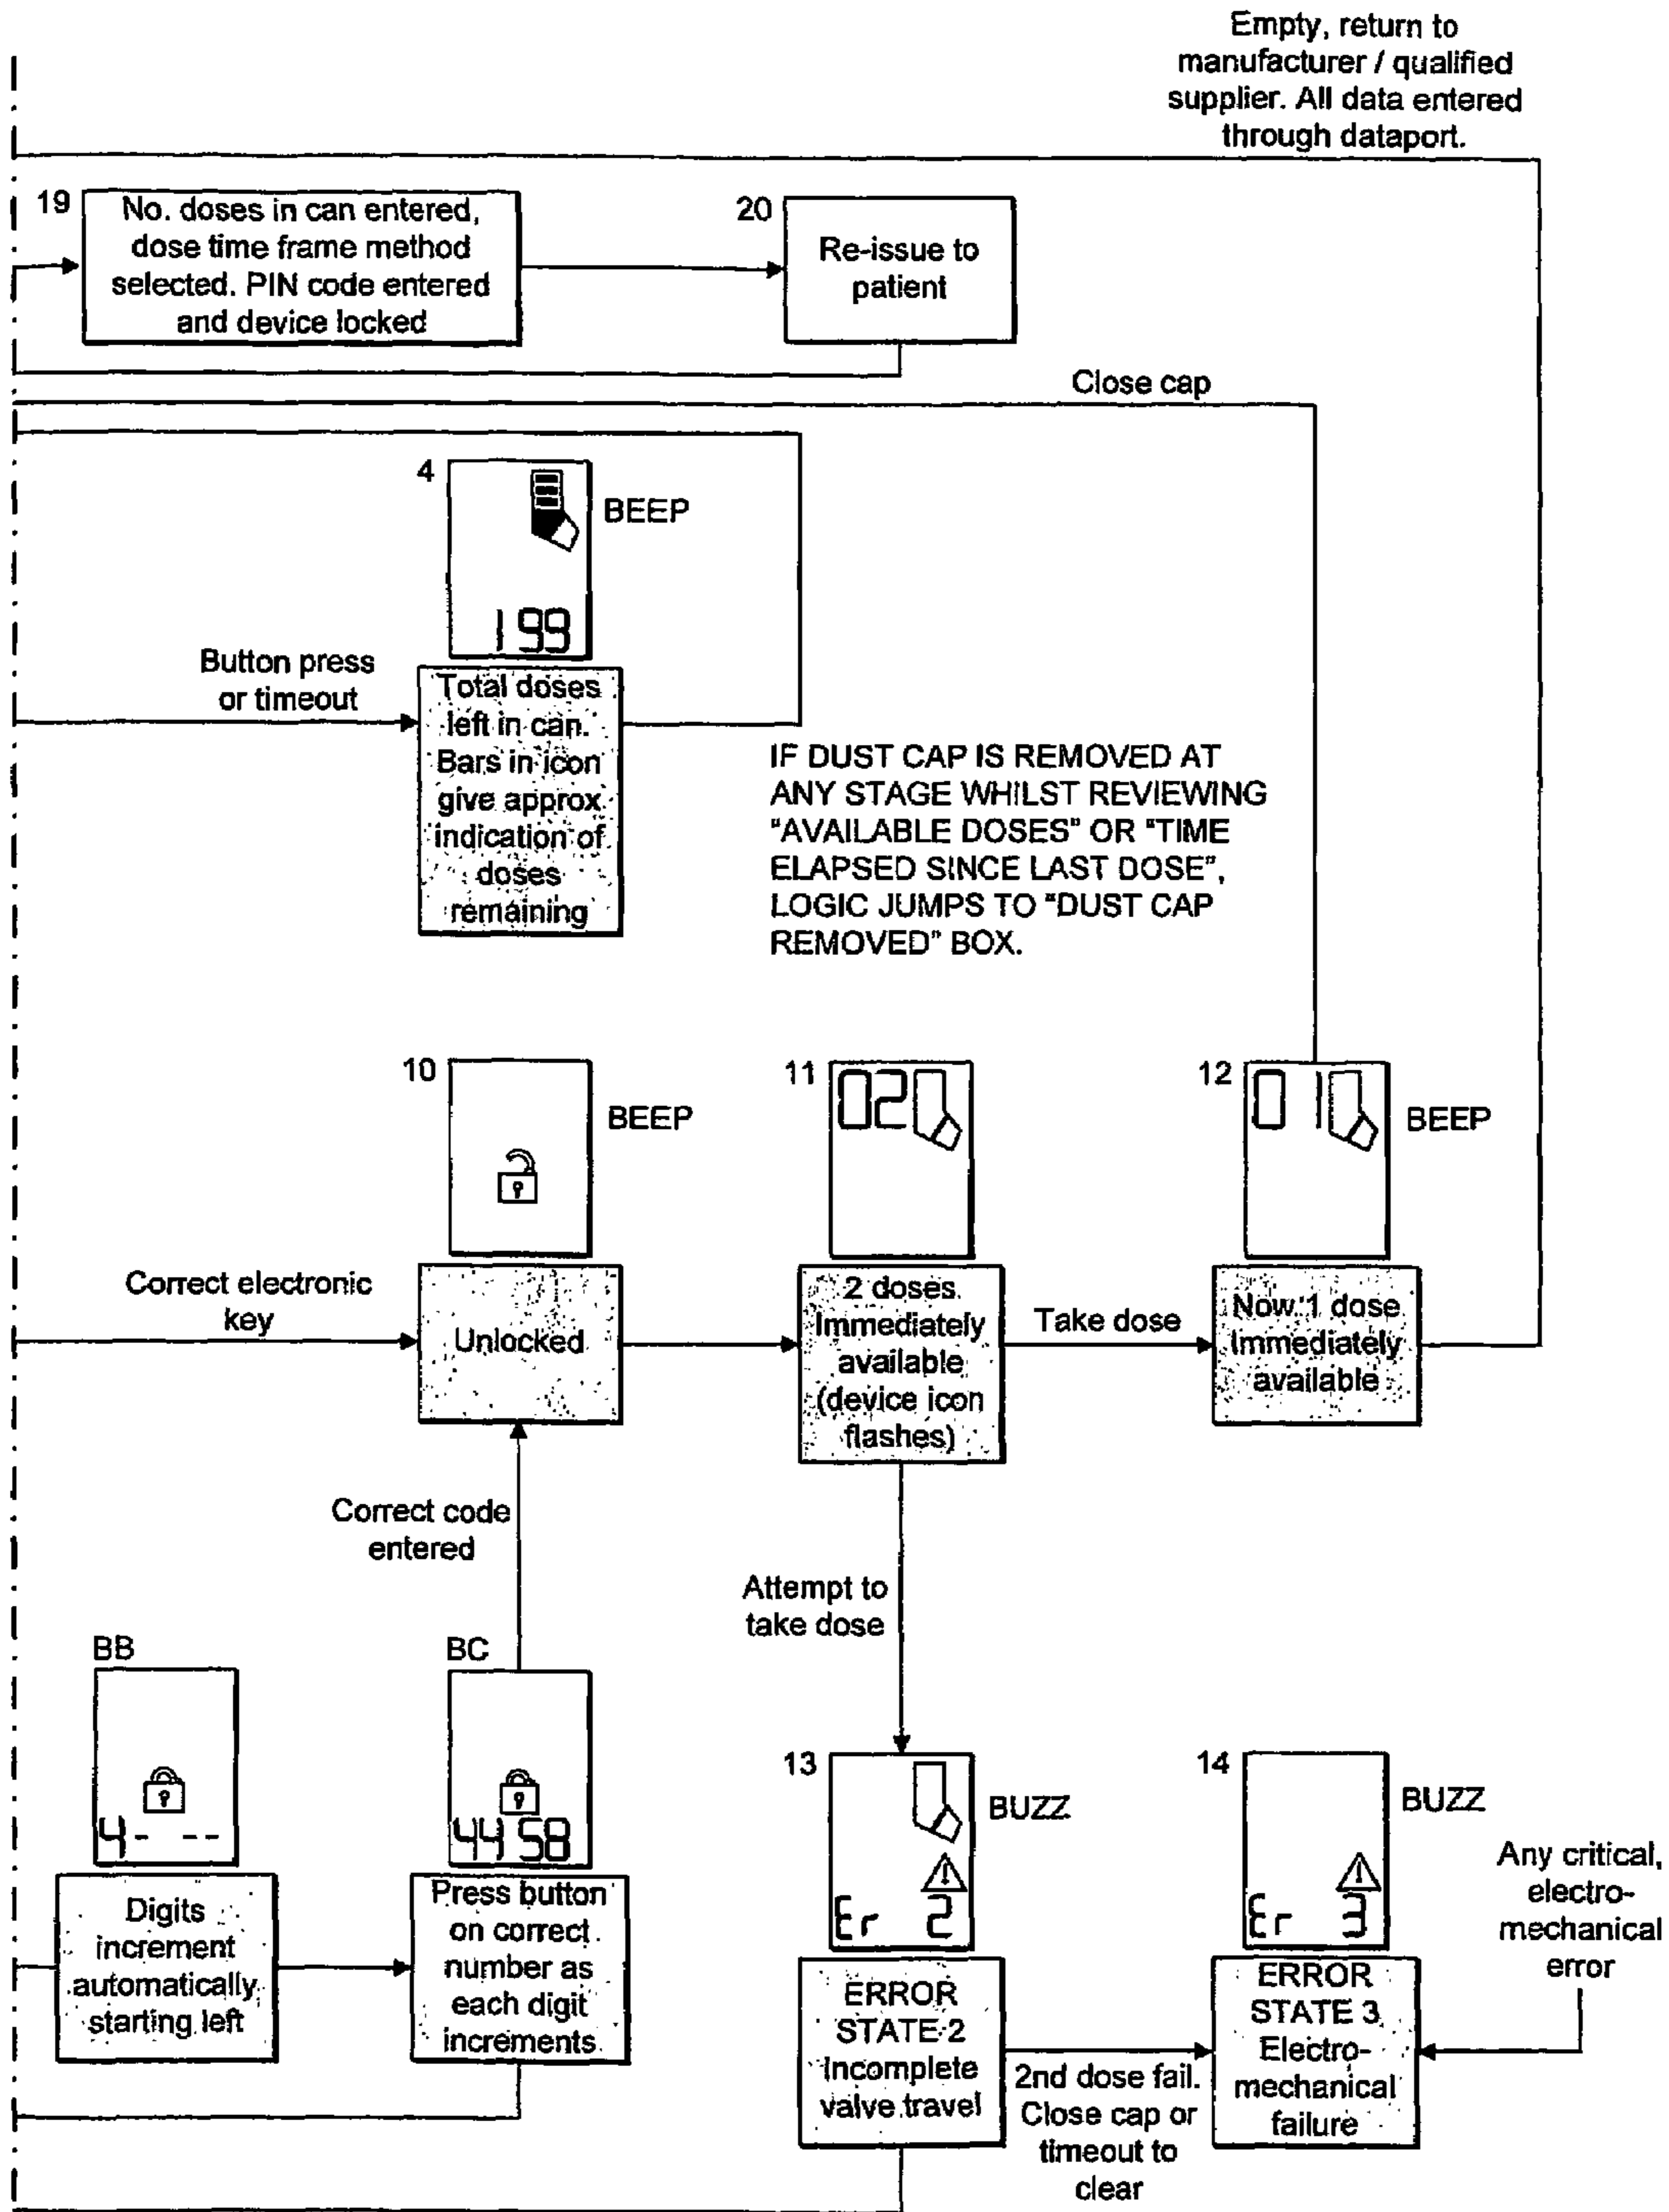 Empty, return to
manufacturer / qualified
supplier. All data entered
through dataport.
19
No. doses in can entered,
dose time frame method
selected. PIN code entered
and device locked
20
Re-issue to
patient
Close cap
4
BEEP
199
Button press
or timeout
Total doses
left in can.
Bars in icon
give approx
indication of
doses
remaining
IF DUST CAP IS REMOVED AT
ANY STAGE WHILST REVIEWING
"AVAILABLE DOSES" OR "TIME
ELAPSED SINCE LAST DOSE",
LOGIC JUMPS TO "DUST CAP
REMOVED" BOX.
10
BEEP
11
02
12
01
BEEP
Correct electronic
key
Unlocked
2 doses
Immediately
available
(device icon
flashes)
Take dose
Now 1 dose
Immediately
available
Correct code
entered
Attempt to
take dose
BB
4- --
BC
4458
13
BUZZ
Er 2
14
BUZZ
Er 3
Any critical,
electro-
mechanical
error
Digits
increment
automatically
starting left
Press button
on correct
number as
each digit
increments
ERROR
STATE 2
Incomplete
valve travel
2nd dose fail.
Close cap or
timeout to
clear
ERROR
STATE 3
Electro-
mechanical
failure